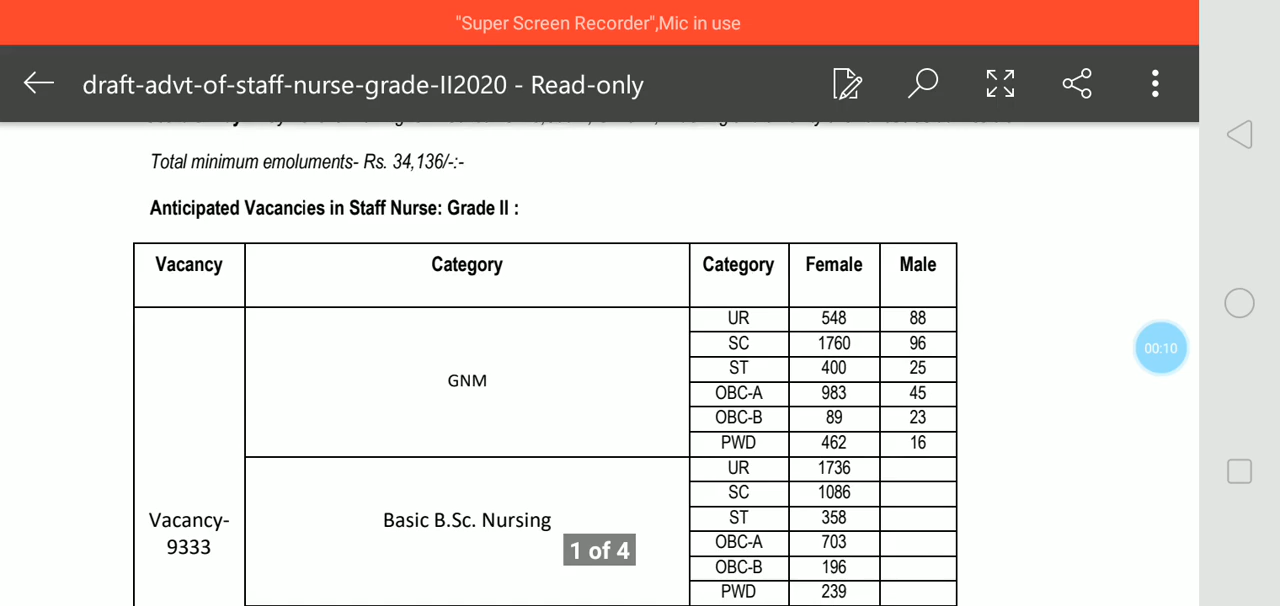 "Super Screen Recorder",Mic in use
draft-advt-of-staff-nurse-grade-II2020 - Read-only
Total minimum emoluments- Rs. 34,136/-:-
Anticipated Vacancies in Staff Nurse: Grade II :
Vacancy Category Category Female Male
UR 548 88
SC 1760 96
ST 400 25
GNM
OBC-A 983 45
OBC-B 89 23
PWD 462 16
UR 1736
SC 1086
Vacancy- Basic B.Sc. Nursing ST 358
9333 OBC-A 703
OBC-B 196
PWD 239
1 of 4
00:10